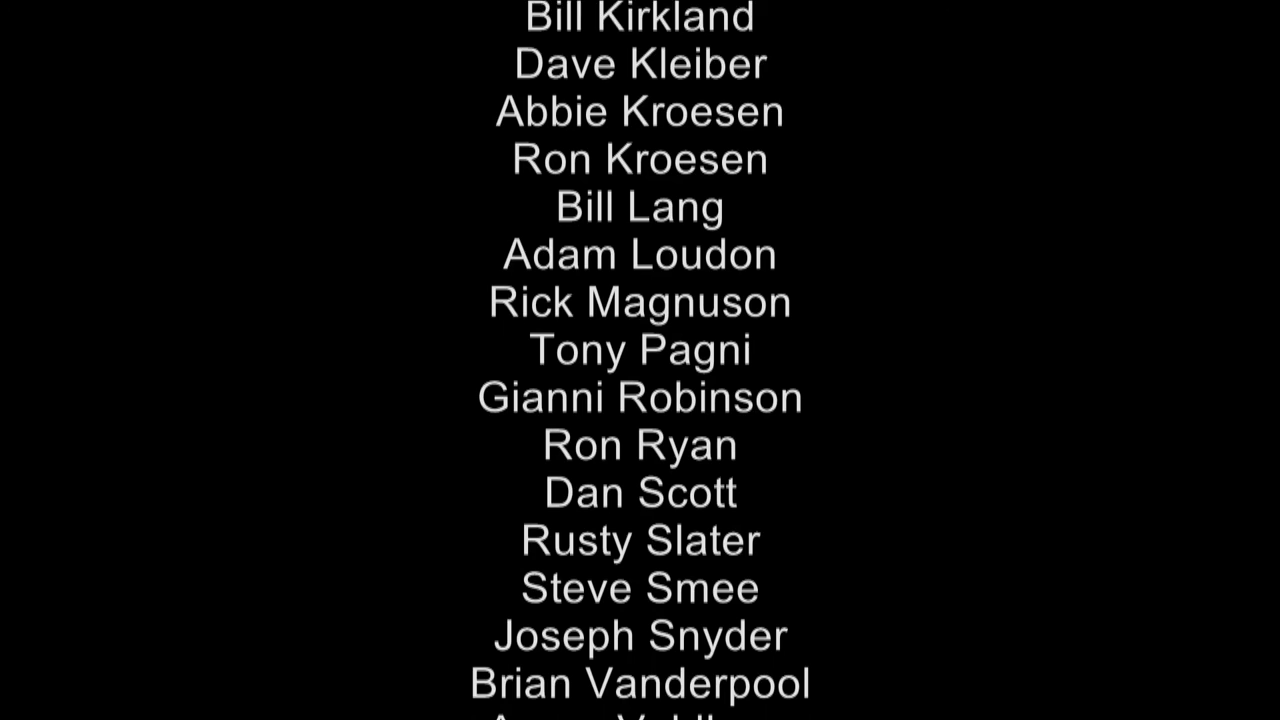 Bill Kirkland
Dave Kleiber
Abbie Kroesen
Ron Kroesen
Bill Lang
Adam Loudon
Rick Magnuson
Tony Pagni
Gianni Robinson
Ron Ryan
Dan Scott
Rusty Slater
Steve Smee
Joseph Snyder
Brian Vanderpool